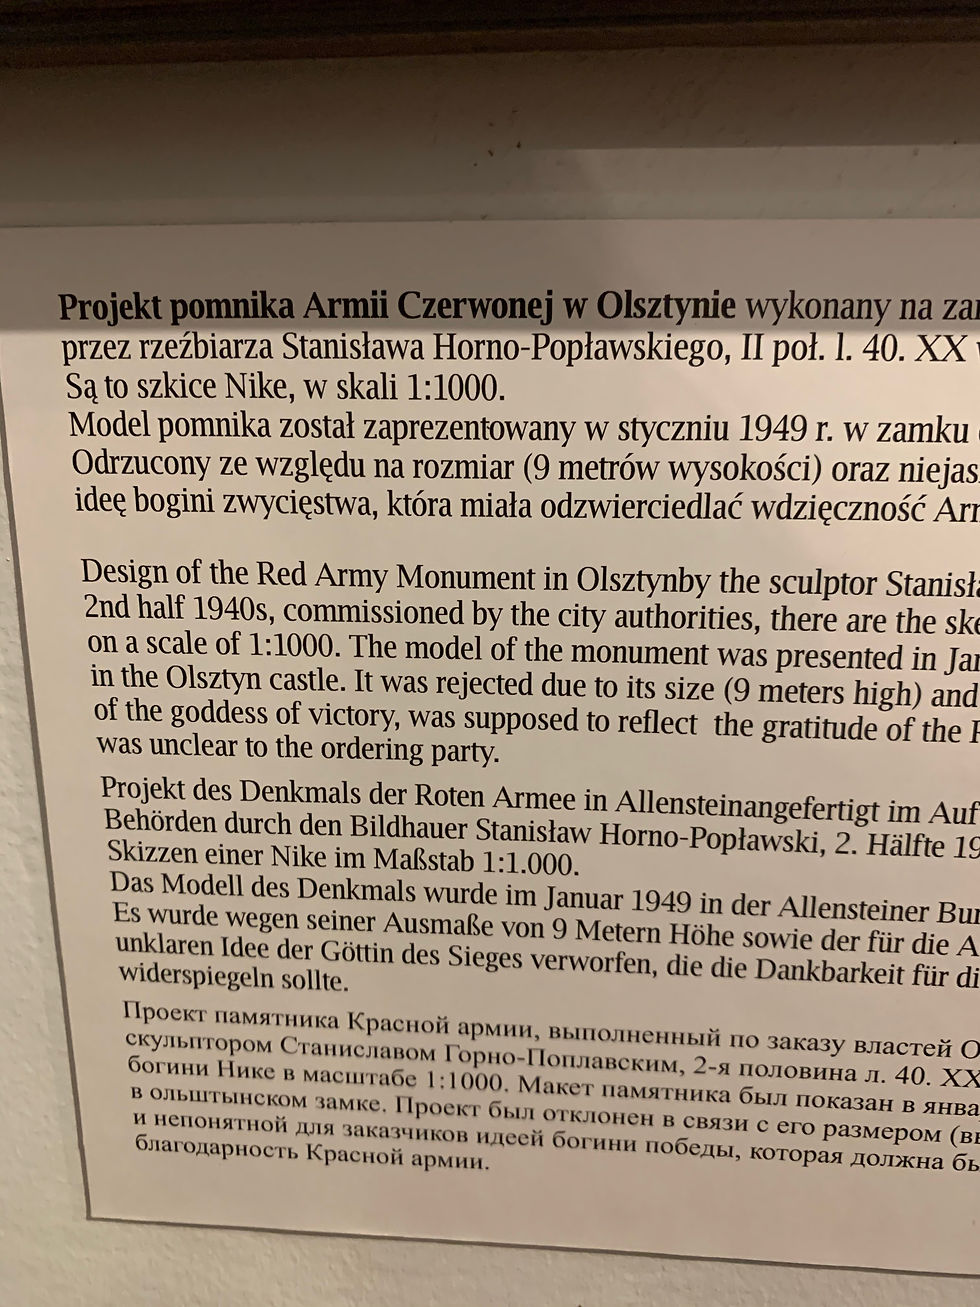 Projekt pomnika Armii Czerwonej w Olsztynie wykonany na
przez rzeźbiarza Stanisława Horno-Popławskiego, II poł. l. 40. XX
Są to szkice Nike, w skali 1:1000.
Model pomnika został zaprezentowany w styczniu 1949 r. w zamku
Odrzucony ze względu na rozmiar (9 metrów wysokości) oraz
ideę bogini zwycięstwa, która miała odzwierciedlać wdzięczność
Design of the Red Army Monument in Olsztynby the sculptor
2nd half 1940s, commissioned by the city authorities, there are the
on a scale of 1:1000. The model of the monument was presented in
in the Olsztyn castle. It was rejected due to its size (9 meters high) and
of the goddess of victory, was supposed to reflect the gratitude of the
was unclear to the ordering party.
Projekt des Denkmals der Roten Armee in Allensteinangefertigt im
Behörden durch den Bildhauer Stanisław Horno-Popławski, 2. Hälfte
Skizzen einer Nike im Maßstab 1:1.000.
Das Modell des Denkmals wurde im Januar 1949 in der Allensteiner
Es wurde wegen seiner Ausmaße von 9 Metern Höhe sowie der für die
unklaren Idee der Göttin des Sieges verworfen, die die Dankbarkeit für
widerspiegeln sollte.
Проект памятника Красной армии, выполненный по заказу властей
скульптором Станиславом Горно-Поплавским, 2-я половина л. 40. XX
богини Нике в масштабе 1:1000. Макет памятника был показан в
в ольштынском замке. Проект был отклонен в связи с его размером
и непонятной для заказчиков идеей богини победы, которая должна
благодарность Красной армии.